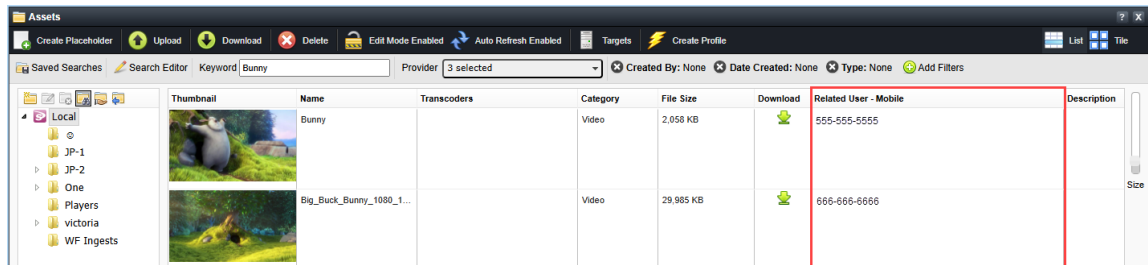 Assets ? X
Create Placeholder Upload Download Delete Edit Mode Enabled Auto Refresh Enabled Targets Create Profile List Tile
Saved Searches Search Editor Keyword Bunny Provider 3 selected Created By: None Date Created: None Type: None Add Filters
Thumbnail Name Transcoders Category File Size Download Related User - Mobile Description
Local
☺
JP-1
JP-2
One
Players
victoria
WF Ingests
Bunny Video 2,058 KB 555-555-5555
Size
Big_Buck_Bunny_1080_1... Video 29,985 KB 666-666-6666